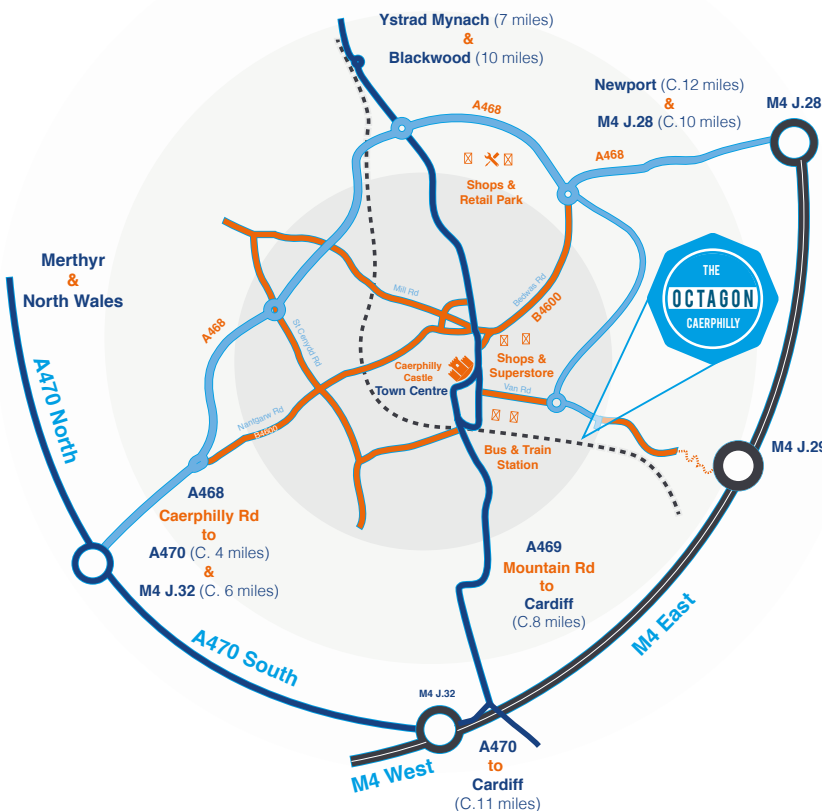 Ystrad Mynach (7 miles)
&
Blackwood (10 miles)
Newport (C.12 miles)
&
M4 J.28 (C.10 miles)
M4 J.28
A468
A468
Shops &
Retail Park
Merthyr
&
North Wales
THE
OCTAGON
CAERPHILLY
Mill Rd
Bedwas Rd
B4600
A468
St Cenydd Rd
Caerphilly
Castle
Town Centre
Shops &
Superstore
Van Rd
A470 North
Nantgarw Rd
B4600
Bus & Train
Station
M4 J.29
A468
Caerphilly Rd
to
A470 (C. 4 miles)
&
M4 J.32 (C. 6 miles)
A469
Mountain Rd
to
Cardiff
(C.8 miles)
M4 East
A470 South
M4 J.32
M4 West
A470
to
Cardiff
(C.11 miles)